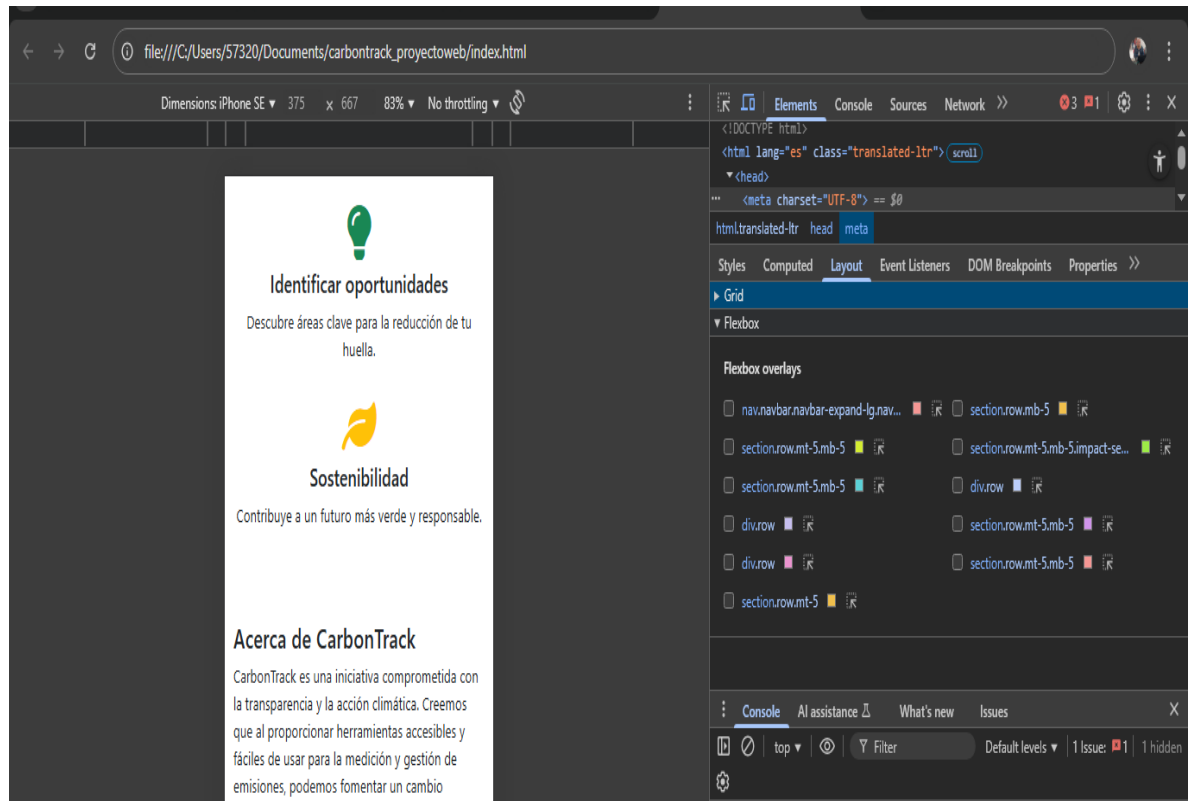 file:///C:/Users/57320/Documents/carbontrack_proyectoweb/index.html
Dimensions: iPhone SE ▼ 375 x 667 83% ▼ No throttling ▼
Identificar oportunidades
Descubre áreas clave para la reducción de tu
huella.
Sostenibilidad
Contribuye a un futuro más verde y responsable.
Acerca de CarbonTrack
CarbonTrack es una iniciativa comprometida con
la transparencia y la acción climática. Creemos
que al proporcionar herramientas accesibles y
fáciles de usar para la medición y gestión de
emisiones, podemos fomentar un cambio
Elements Console Sources Network 3 1
<!DOCTYPE html>
<html lang="es" class="translated-ltr"> scroll
▼<head>
... <meta charset="UTF-8"> == $0
html.translated-ltr head meta
Styles Computed Layout Event Listeners DOM Breakpoints Properties
▶ Grid
▼ Flexbox
Flexbox overlays
nav.navbar.navbar-expand-lg.nav... section.row.mb-5
section.row.mt-5.mb-5 section.row.mt-5.mb-5.impact-se...
section.row.mt-5.mb-5 div.row
div.row section.row.mt-5.mb-5
div.row section.row.mt-5.mb-5
section.row.mt-5
Console AI assistance What's new Issues
top ▼ Filter Default levels ▼ 1 Issue: 1 1 hidden